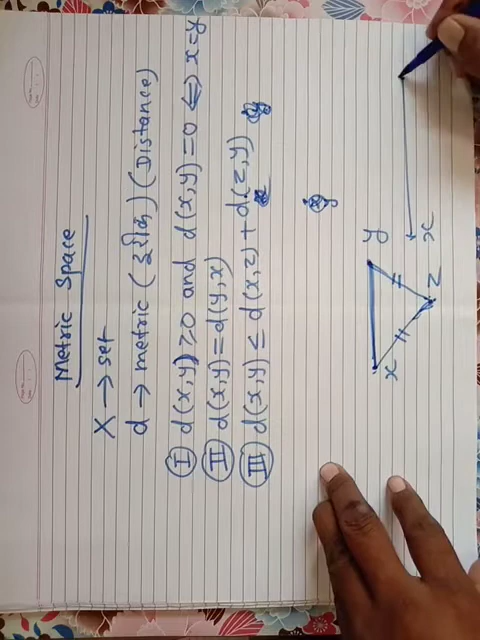 Metric Space
X → set
d → metric (दूरीक) (Distance)
Ⓘ d(x,y) ≥ 0 and d(x,y) = 0 ⇔ x = y
Ⅱ d(x,y) = d(y,x)
Ⅲ d(x,y) ≤ d(x,z) + d(z,y)
x y
z
x